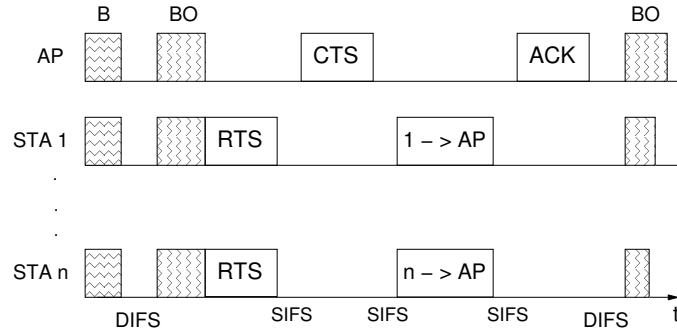 B BO BO
AP CTS ACK
STA 1 RTS 1 − > AP
STA n RTS n − > AP
DIFS SIFS SIFS SIFS DIFS t